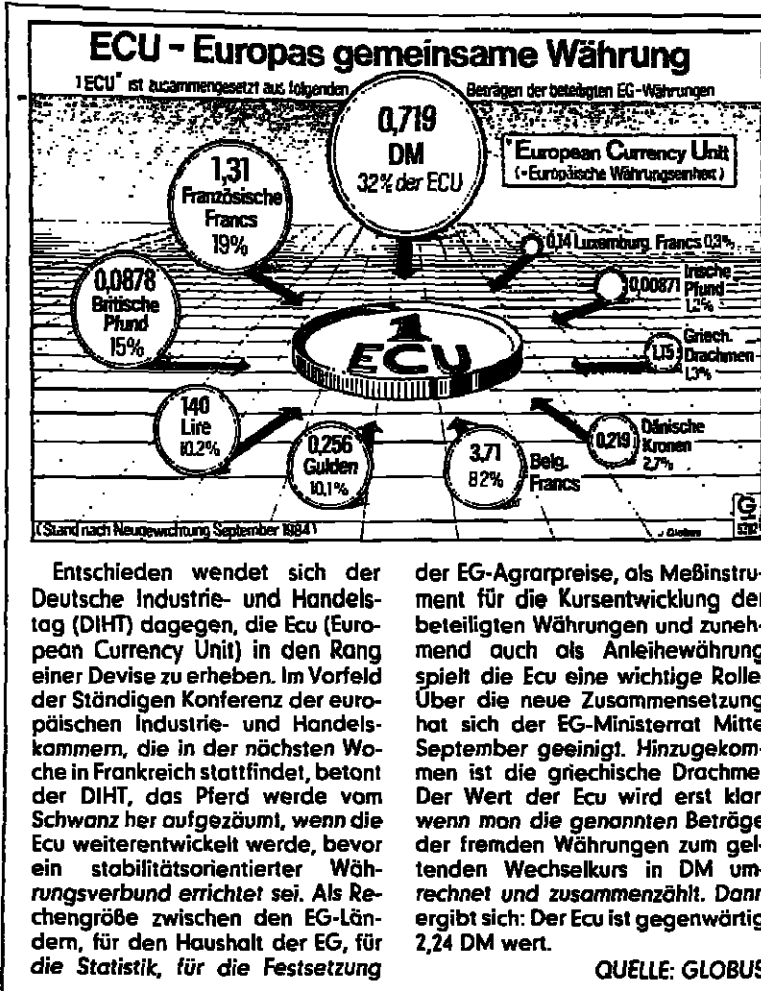 ECU – Europas gemeinsame Währung
1 ECU* ist zusammengesetzt aus folgenden Beträgen der beteiligten EG-Währungen
0,719
DM
32% der ECU
*European Currency Unit
(=Europäische Währungseinheit)
1,31
Französische
Francs
19%
0,14 Luxemburg. Francs 0,3%
0,0878
Britische
Pfund
15%
0,00871
Irische
Pfund
1,2%
1,15
Griech.
Drachmen
1,3%
1
ECU
140
Lire
10,2%
0,256
Gulden
10,1%
3,71
8,2%
Belg.
Francs
0,219
Dänische
Kronen
2,7%
(Stand nach Neugewichtung September 1984)
© Globus
G
Entschieden wendet sich der
Deutsche Industrie- und Handels-
tag (DIHT) dagegen, die Ecu (Euro-
pean Currency Unit) in den Rang
einer Devise zu erheben. Im Vorfeld
der Ständigen Konferenz der euro-
päischen Industrie- und Handels-
kammern, die in der nächsten Wo-
che in Frankreich stattfindet, betont
der DIHT, das Pferd werde vom
Schwanz her aufgezäumt, wenn die
Ecu weiterentwickelt werde, bevor
ein stabilitätsorientierter Wäh-
rungsverbund errichtet sei. Als Re-
chengröße zwischen den EG-Län-
dern, für den Haushalt der EG, für
die Statistik, für die Festsetzung
der EG-Agrarpreise, als Meßinstru-
ment für die Kursentwicklung der
beteiligten Währungen und zuneh-
mend auch als Anleihewährung
spielt die Ecu eine wichtige Rolle.
Über die neue Zusammensetzung
hat sich der EG-Ministerrat Mitte
September geeinigt. Hinzugekom-
men ist die griechische Drachme.
Der Wert der Ecu wird erst klar,
wenn man die genannten Beträge
der fremden Währungen zum gel-
tenden Wechselkurs in DM um-
rechnet und zusammenzählt. Dann
ergibt sich: Der Ecu ist gegenwärtig
2,24 DM wert.
QUELLE: GLOBUS